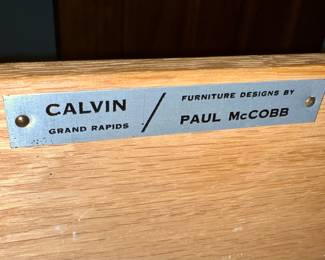 CALVIN
GRAND RAPIDS
/
FURNITURE DESIGNS BY
PAUL McCOBB